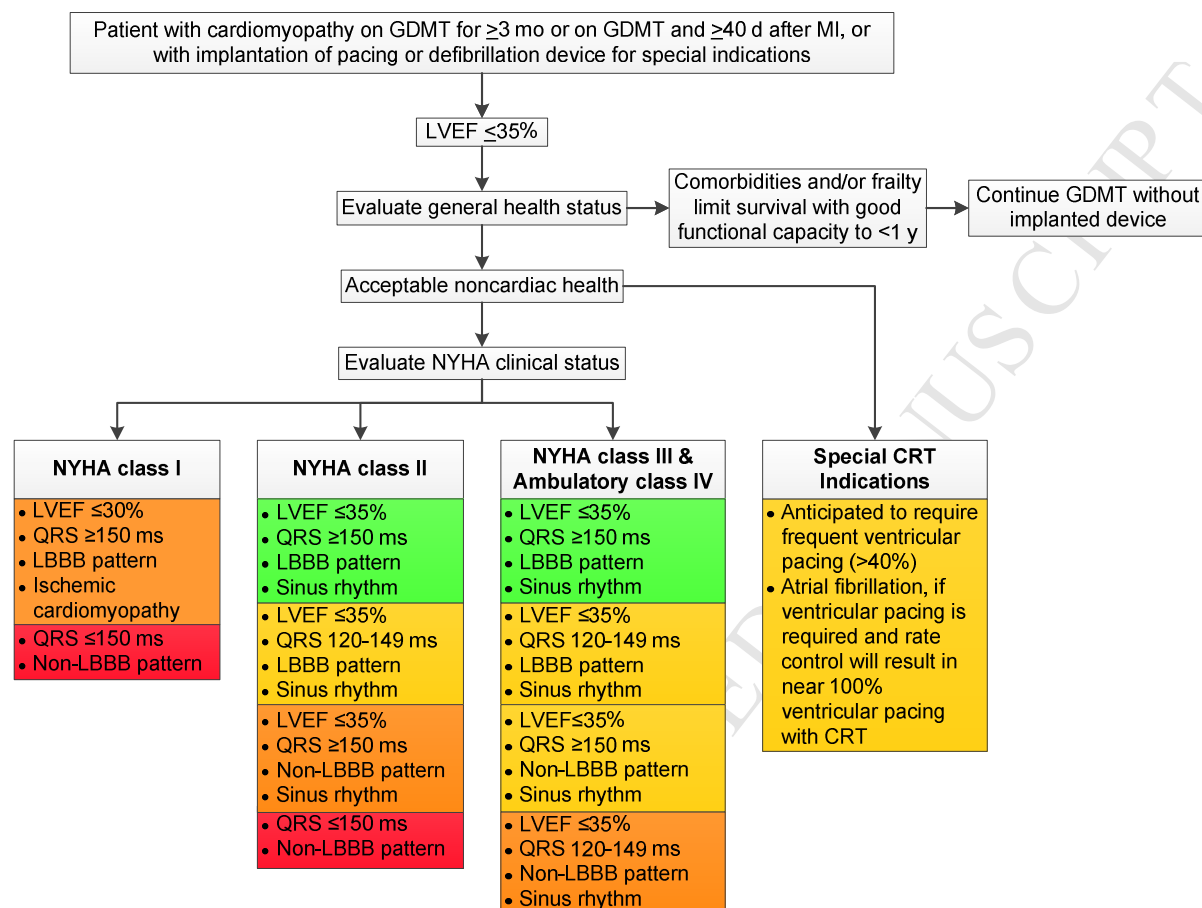 Patient with cardiomyopathy on GDMT for ≥3 mo or on GDMT and ≥40 d after MI, or
with implantation of pacing or defibrillation device for special indications
LVEF ≤35%
Evaluate general health status
Comorbidities and/or frailty
limit survival with good
functional capacity to <1 y
Continue GDMT without
implanted device
Acceptable noncardiac health
Evaluate NYHA clinical status
NYHA class I
• LVEF ≤30%
• QRS ≥150 ms
• LBBB pattern
• Ischemic
cardiomyopathy
• QRS ≤150 ms
• Non-LBBB pattern
NYHA class II
• LVEF ≤35%
• QRS ≥150 ms
• LBBB pattern
• Sinus rhythm
• LVEF ≤35%
• QRS 120-149 ms
• LBBB pattern
• Sinus rhythm
• LVEF ≤35%
• QRS ≥150 ms
• Non-LBBB pattern
• Sinus rhythm
• QRS ≤150 ms
• Non-LBBB pattern
NYHA class III &
Ambulatory class IV
• LVEF ≤35%
• QRS ≥150 ms
• LBBB pattern
• Sinus rhythm
• LVEF ≤35%
• QRS 120-149 ms
• LBBB pattern
• Sinus rhythm
• LVEF≤35%
• QRS ≥150 ms
• Non-LBBB pattern
• Sinus rhythm
• LVEF ≤35%
• QRS 120-149 ms
• Non-LBBB pattern
• Sinus rhythm
Special CRT
Indications
• Anticipated to require
frequent ventricular
pacing (>40%)
• Atrial fibrillation, if
ventricular pacing is
required and rate
control will result in
near 100%
ventricular pacing
with CRT